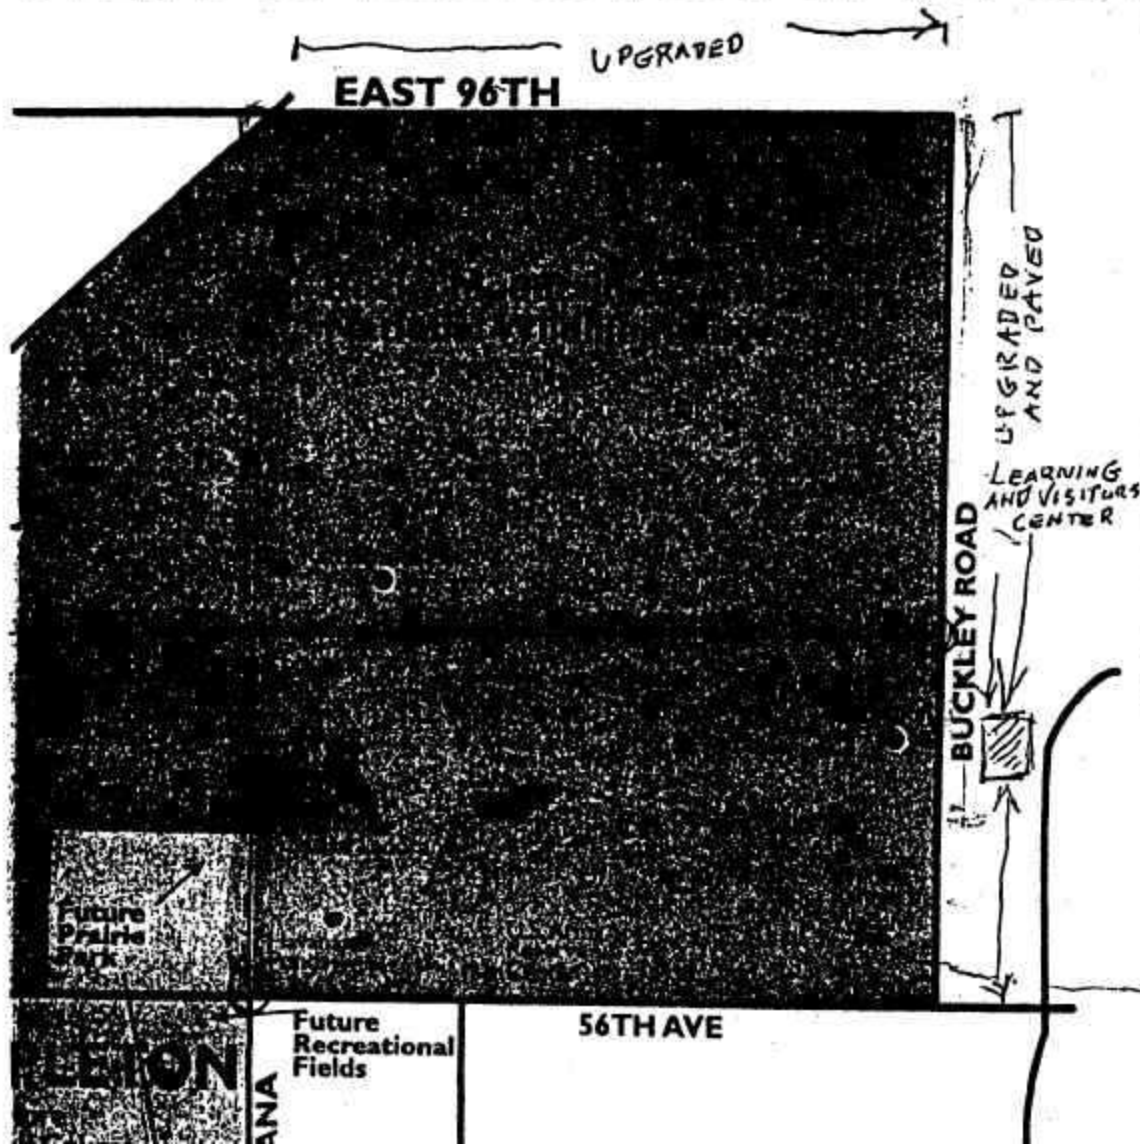 UPGRADED
EAST 96TH
UPGRADED
AND PAVED
LEARNING
AND VISITORS
CENTER
BUCKLEY ROAD
Future
Prairie
Park
56TH AVE
Future
Recreational
Fields
LETON
ANA